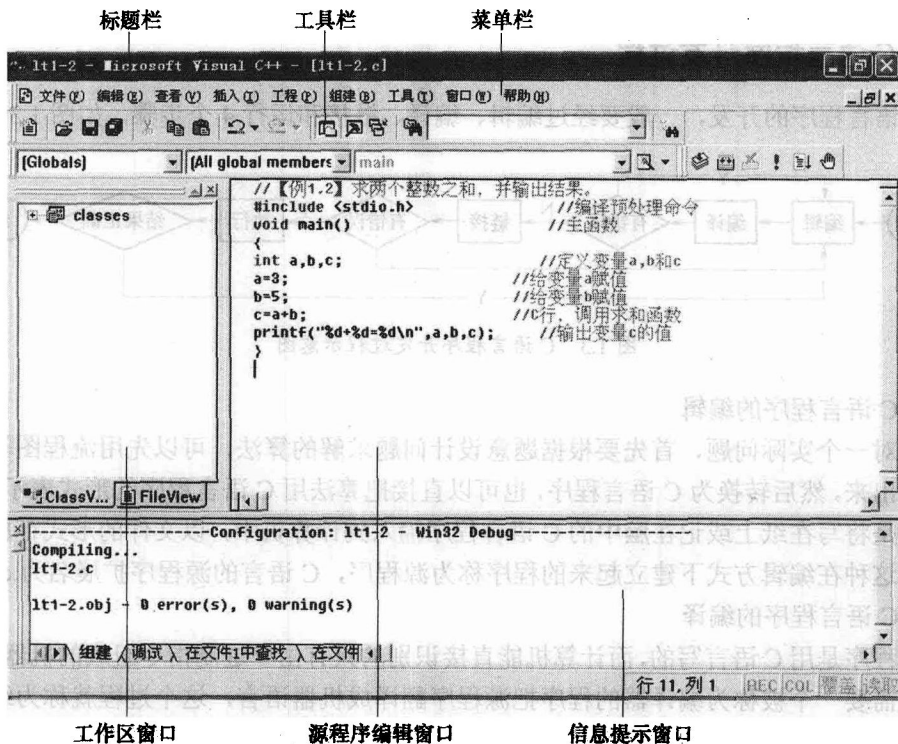 标题栏 工具栏 菜单栏
lt1-2 - Microsoft Visual C++ - [lt1-2.c]
文件(F) 编辑(E) 查看(V) 插入(I) 工程(P) 组建(B) 工具(T) 窗口(W) 帮助(H)
[Globals] [All global members main
//【例1.2】求两个整数之和，并输出结果。
#include <stdio.h> //编译预处理命令
void main() //主函数
{
int a,b,c; //定义变量a,b和c
a=3; //给变量a赋值
b=5; //给变量b赋值
c=a+b; //C行，调用求和函数
printf("%d+%d=%d\n",a,b,c); //输出变量c的值
}
classes
ClassV... FileView
Configuration: lt1-2 - Win32 Debug
Compiling...
lt1-2.c
lt1-2.obj - 0 error(s), 0 warning(s)
组建 调试 在文件1中查找 在文件
行 11,列 1 REC COL 覆盖 读取
工作区窗口 源程序编辑窗口 信息提示窗口